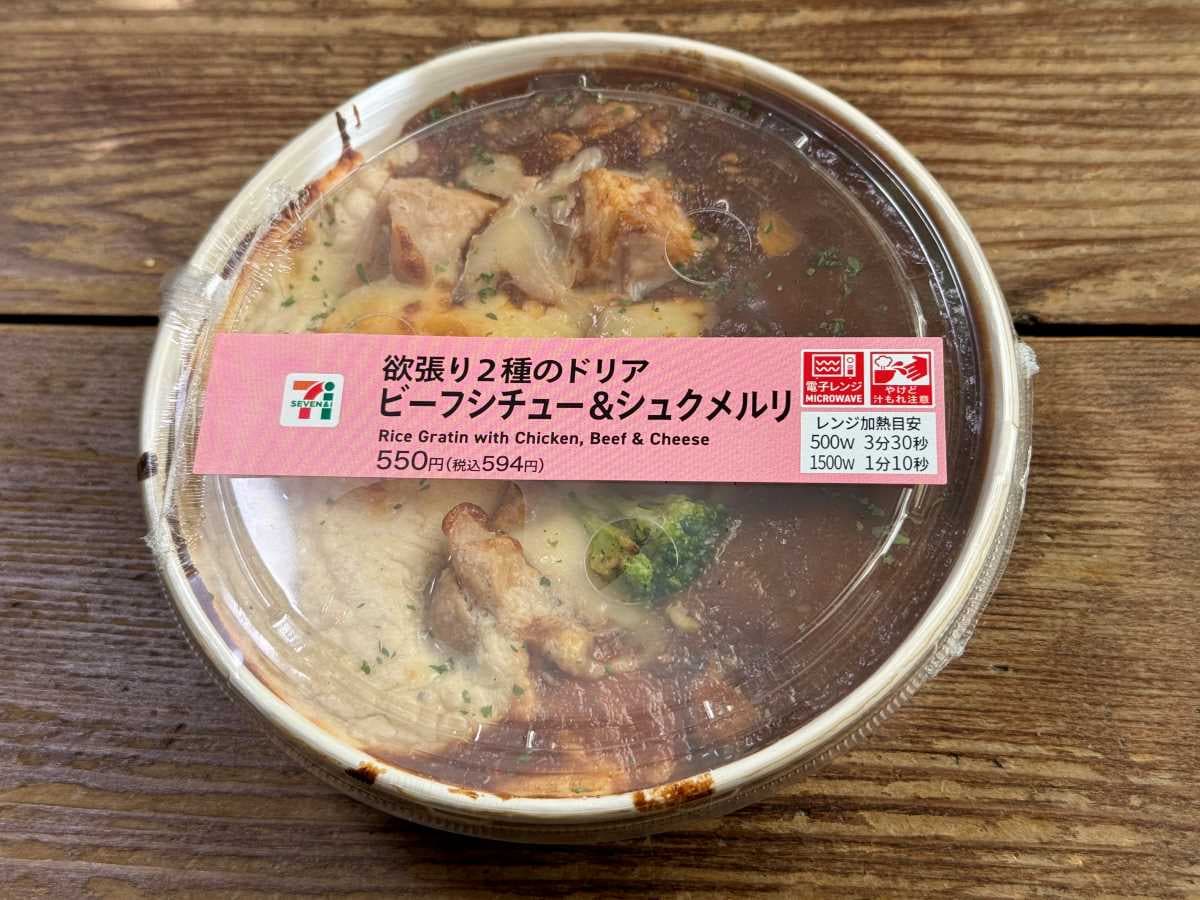 欲張り２種のドリア
ビーフシチュー&シュクメルリ
Rice Gratin with Chicken, Beef & Cheese
550円(税込594円)
SEVEN&i
電子レンジ
MICROWAVE
やけど
汁もれ注意
レンジ加熱目安
500W 3分30秒
1500W 1分10秒